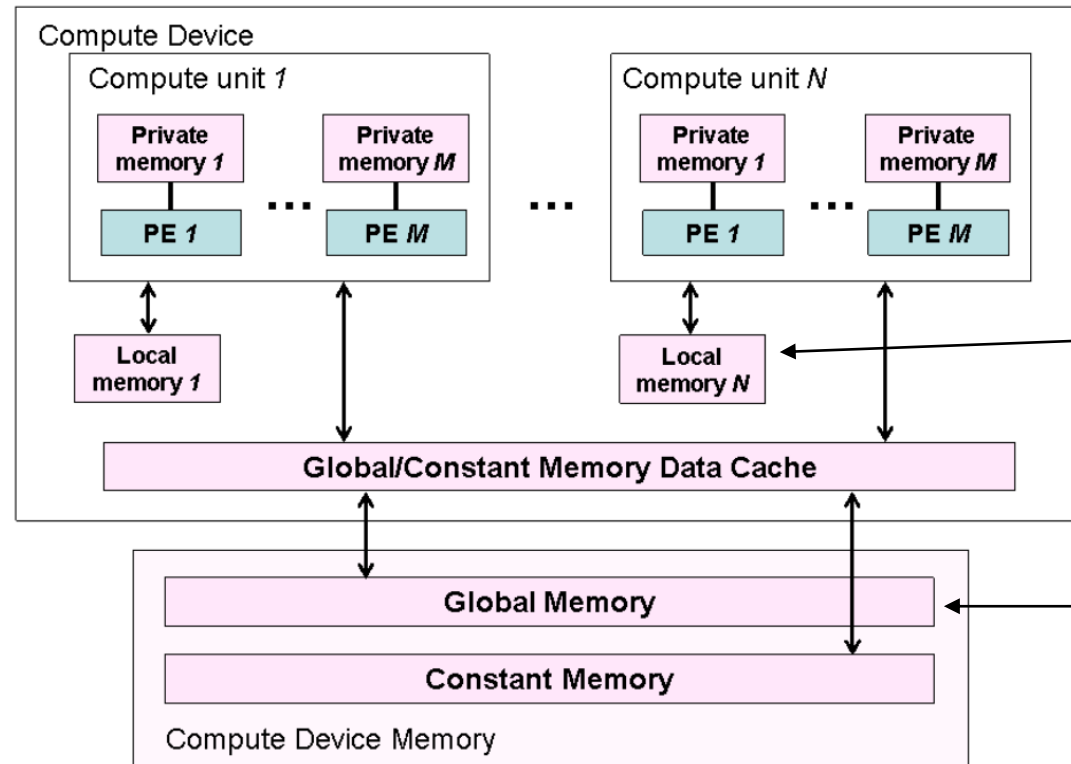 Compute Device
Compute unit 1
Compute unit N
Private
memory 1
Private
memory M
Private
memory 1
Private
memory M
...
...
...
PE 1
PE M
PE 1
PE M
Local
memory 1
Local
memory N
Global/Constant Memory Data Cache
Global Memory
Constant Memory
Compute Device Memory